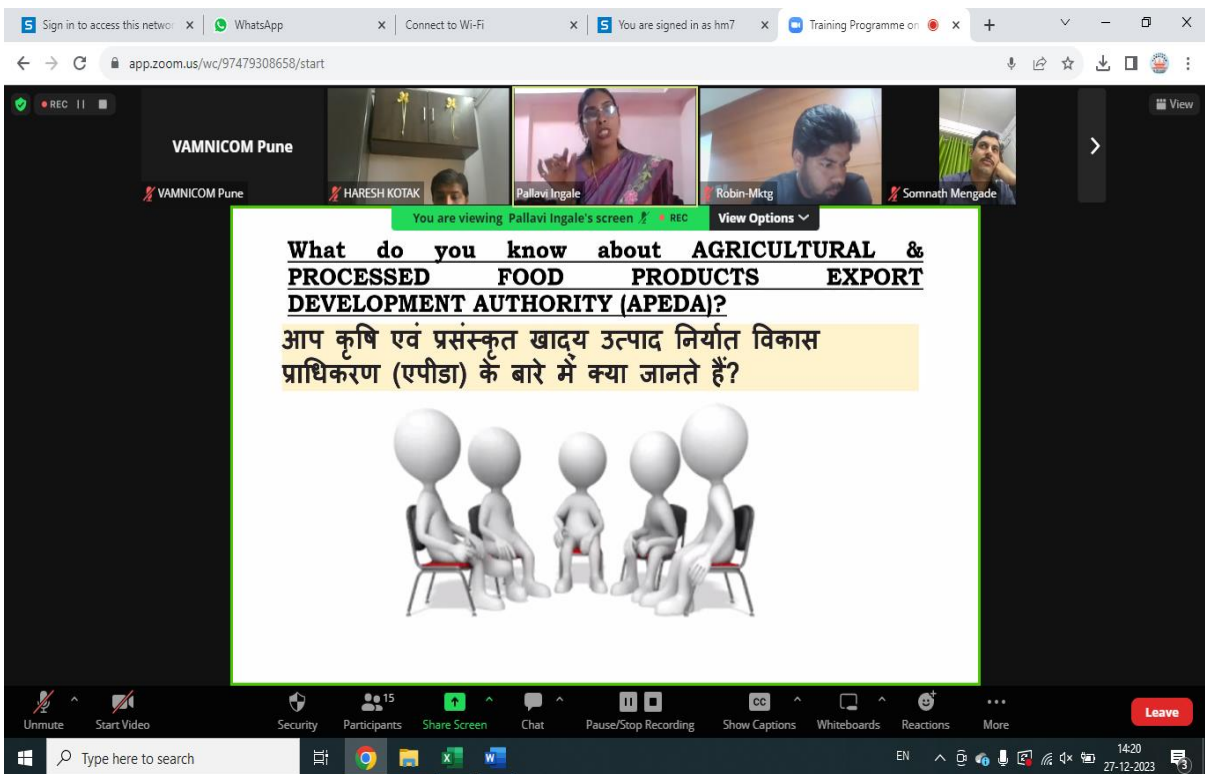 Sign in to access this netwo
WhatsApp
Connect to Wi-Fi
You are signed in as hm7
Training Programme on
app.zoom.us/wc/97479308658/start
REC
View
VAMNICOM Pune
VAMNICOM Pune
HARESH KOTAK
Pallavi Ingale
Robin-Mktg
Somnath Mengade
You are viewing Pallavi Ingale's screen REC
View Options
What do you know about AGRICULTURAL &
PROCESSED FOOD PRODUCTS EXPORT
DEVELOPMENT AUTHORITY (APEDA)?
आप कृषि एवं प्रसंस्कृत खाद्य उत्पाद निर्यात विकास
प्राधिकरण (एपीडा) के बारे में क्या जानते हैं?
Unmute
Start Video
Security
15
Participants
Share Screen
Chat
Pause/Stop Recording
CC
Show Captions
Whiteboards
Reactions
More
Leave
Type here to search
EN
14:20
27-12-2023
3